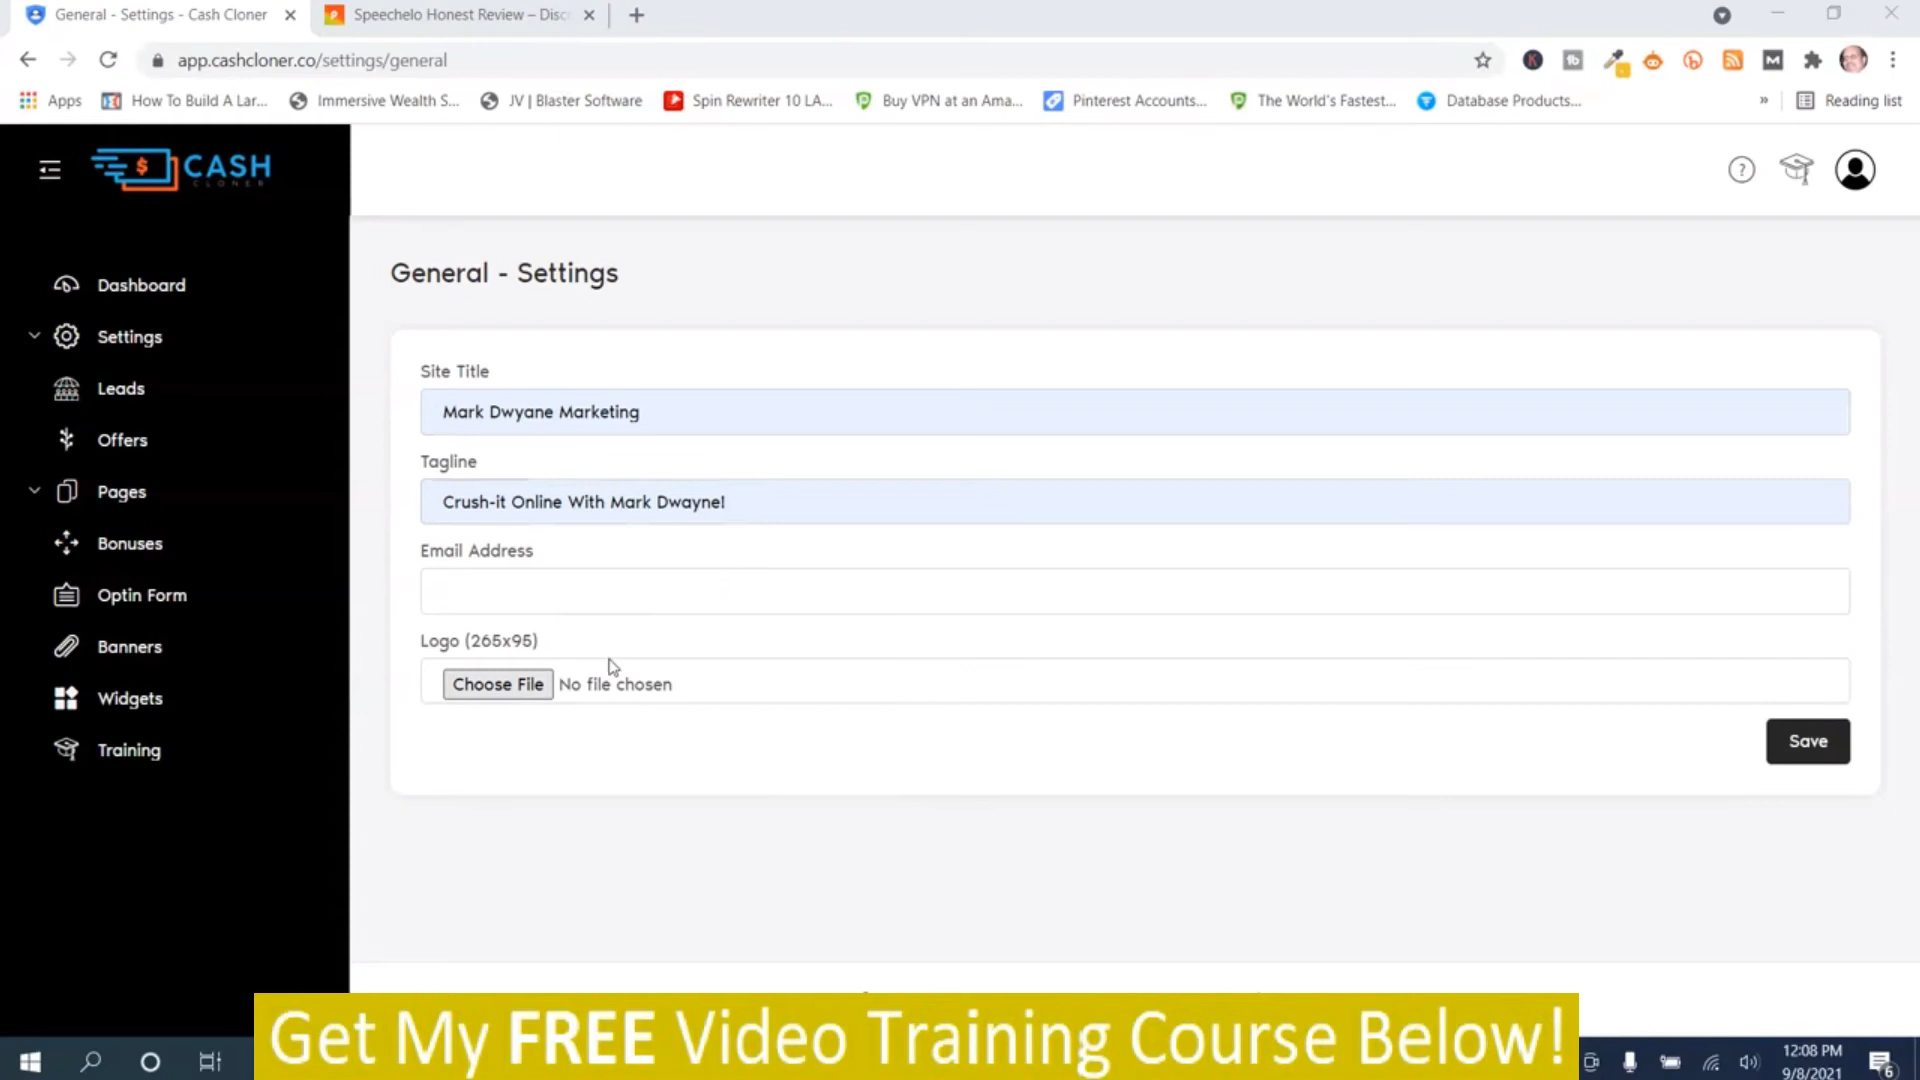 General - Settings - Cash Cloner
Speechelo Honest Review – Disc
app.cashcloner.co/settings/general
Apps
How To Build A Lar...
Immersive Wealth S...
JV | Blaster Software
Spin Rewriter 10 LA...
Buy VPN at an Ama...
Pinterest Accounts...
The World's Fastest...
Database Products...
»
Reading list
$ CASH
CLONER
Dashboard
Settings
Leads
Offers
Pages
Bonuses
Optin Form
Banners
Widgets
Training
General - Settings
Site Title
Mark Dwyane Marketing
Tagline
Crush-it Online With Mark Dwayne!
Email Address
Logo (265x95)
Choose File No file chosen
Save
Get My FREE Video Training Course Below!
12:08 PM
9/8/2021
6